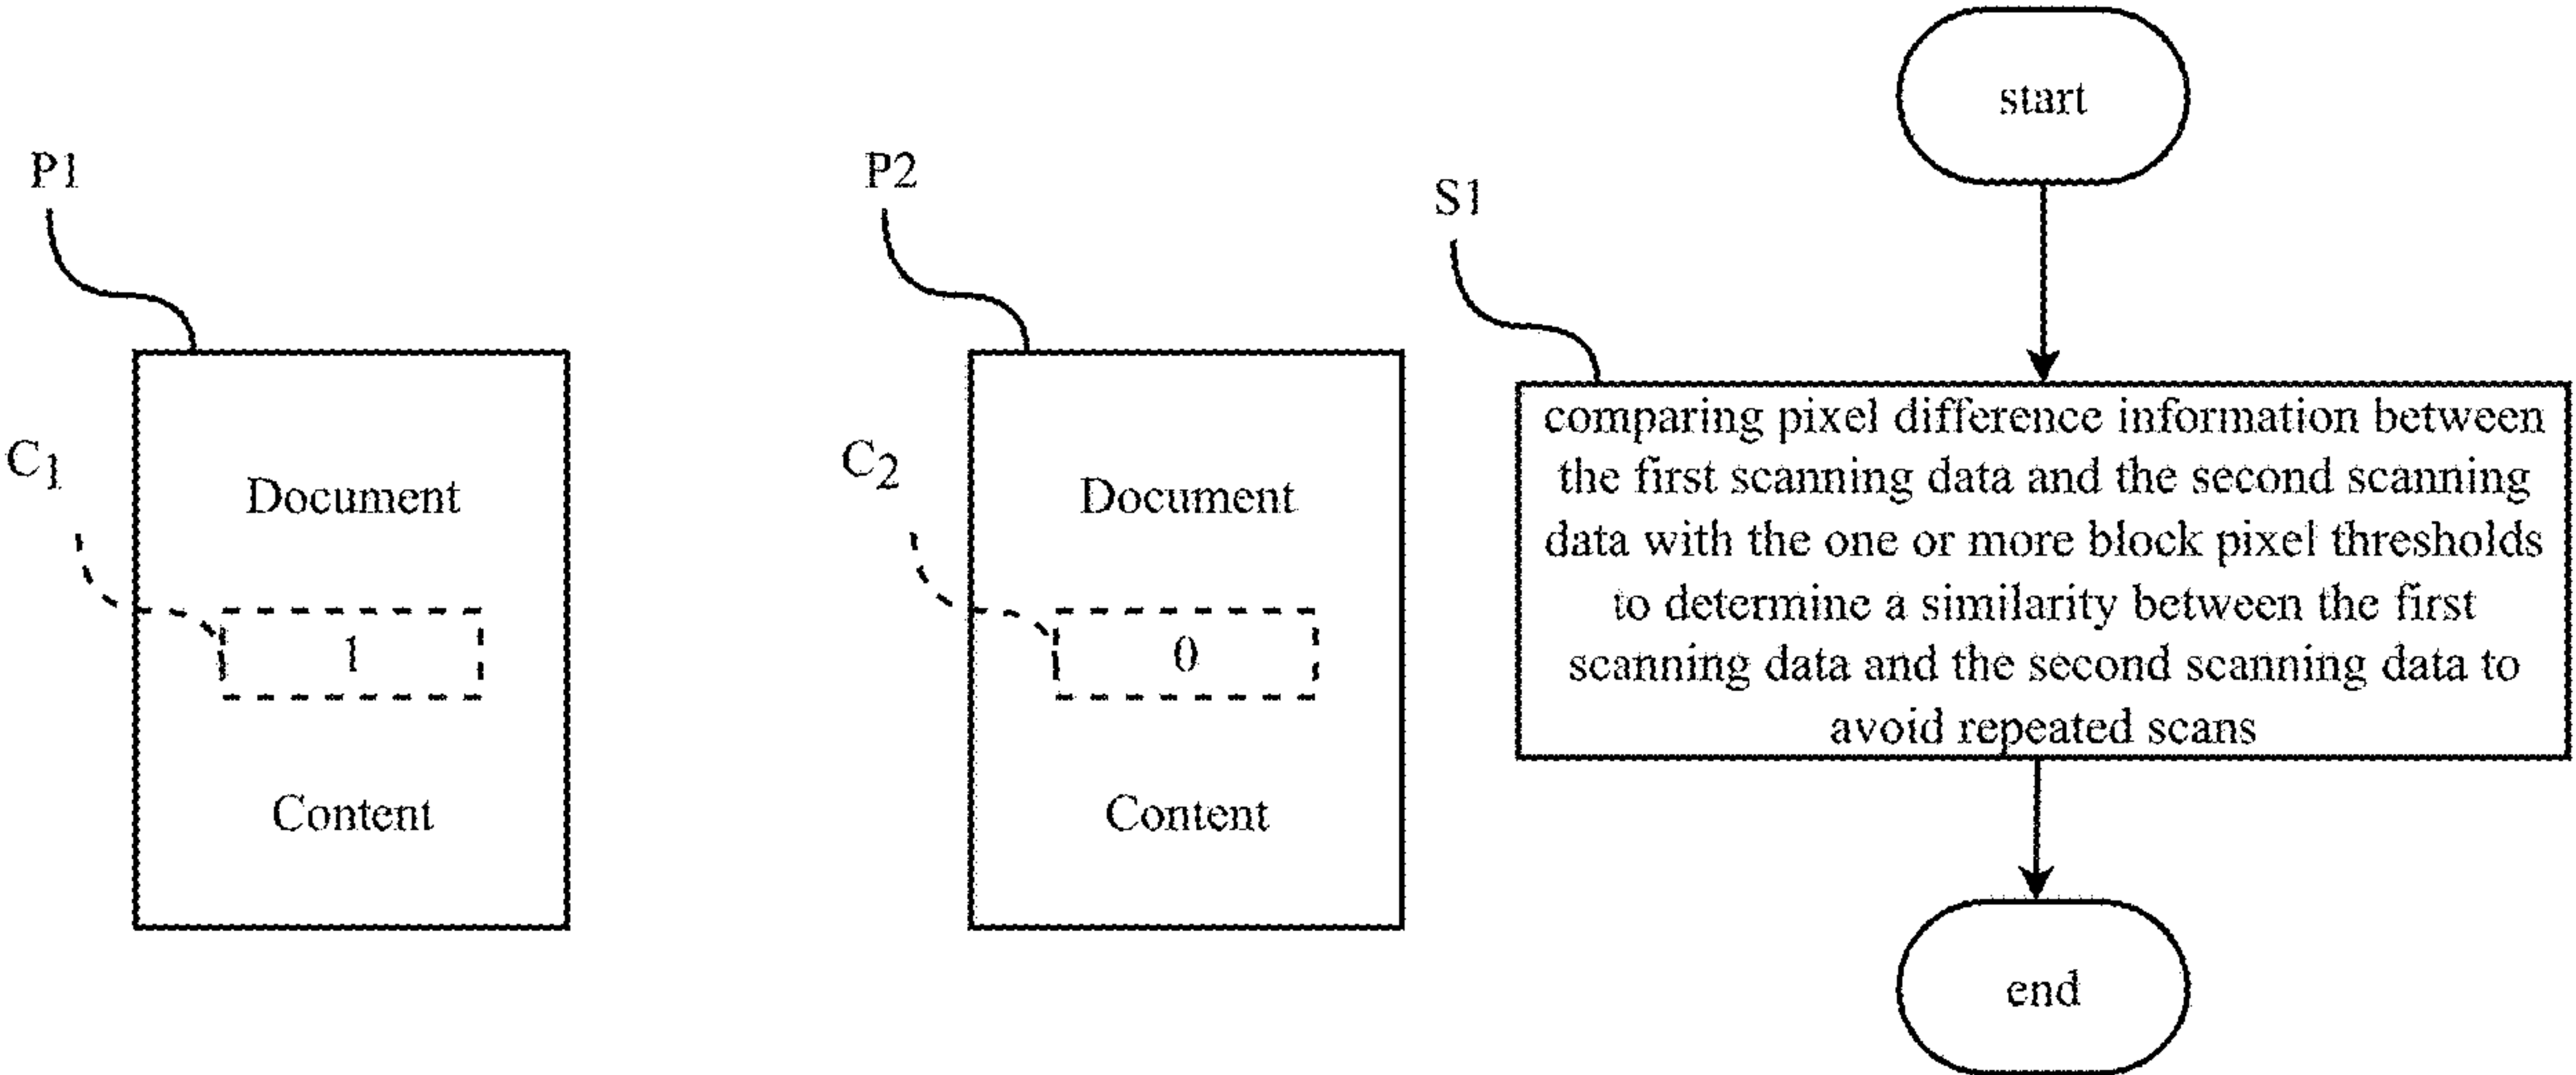 P1
C1
Document
1
Content
P2
C2
Document
0
Content
start
S1
comparing pixel difference information between
the first scanning data and the second scanning
data with the one or more block pixel thresholds
to determine a similarity between the first
scanning data and the second scanning data to
avoid repeated scans
end